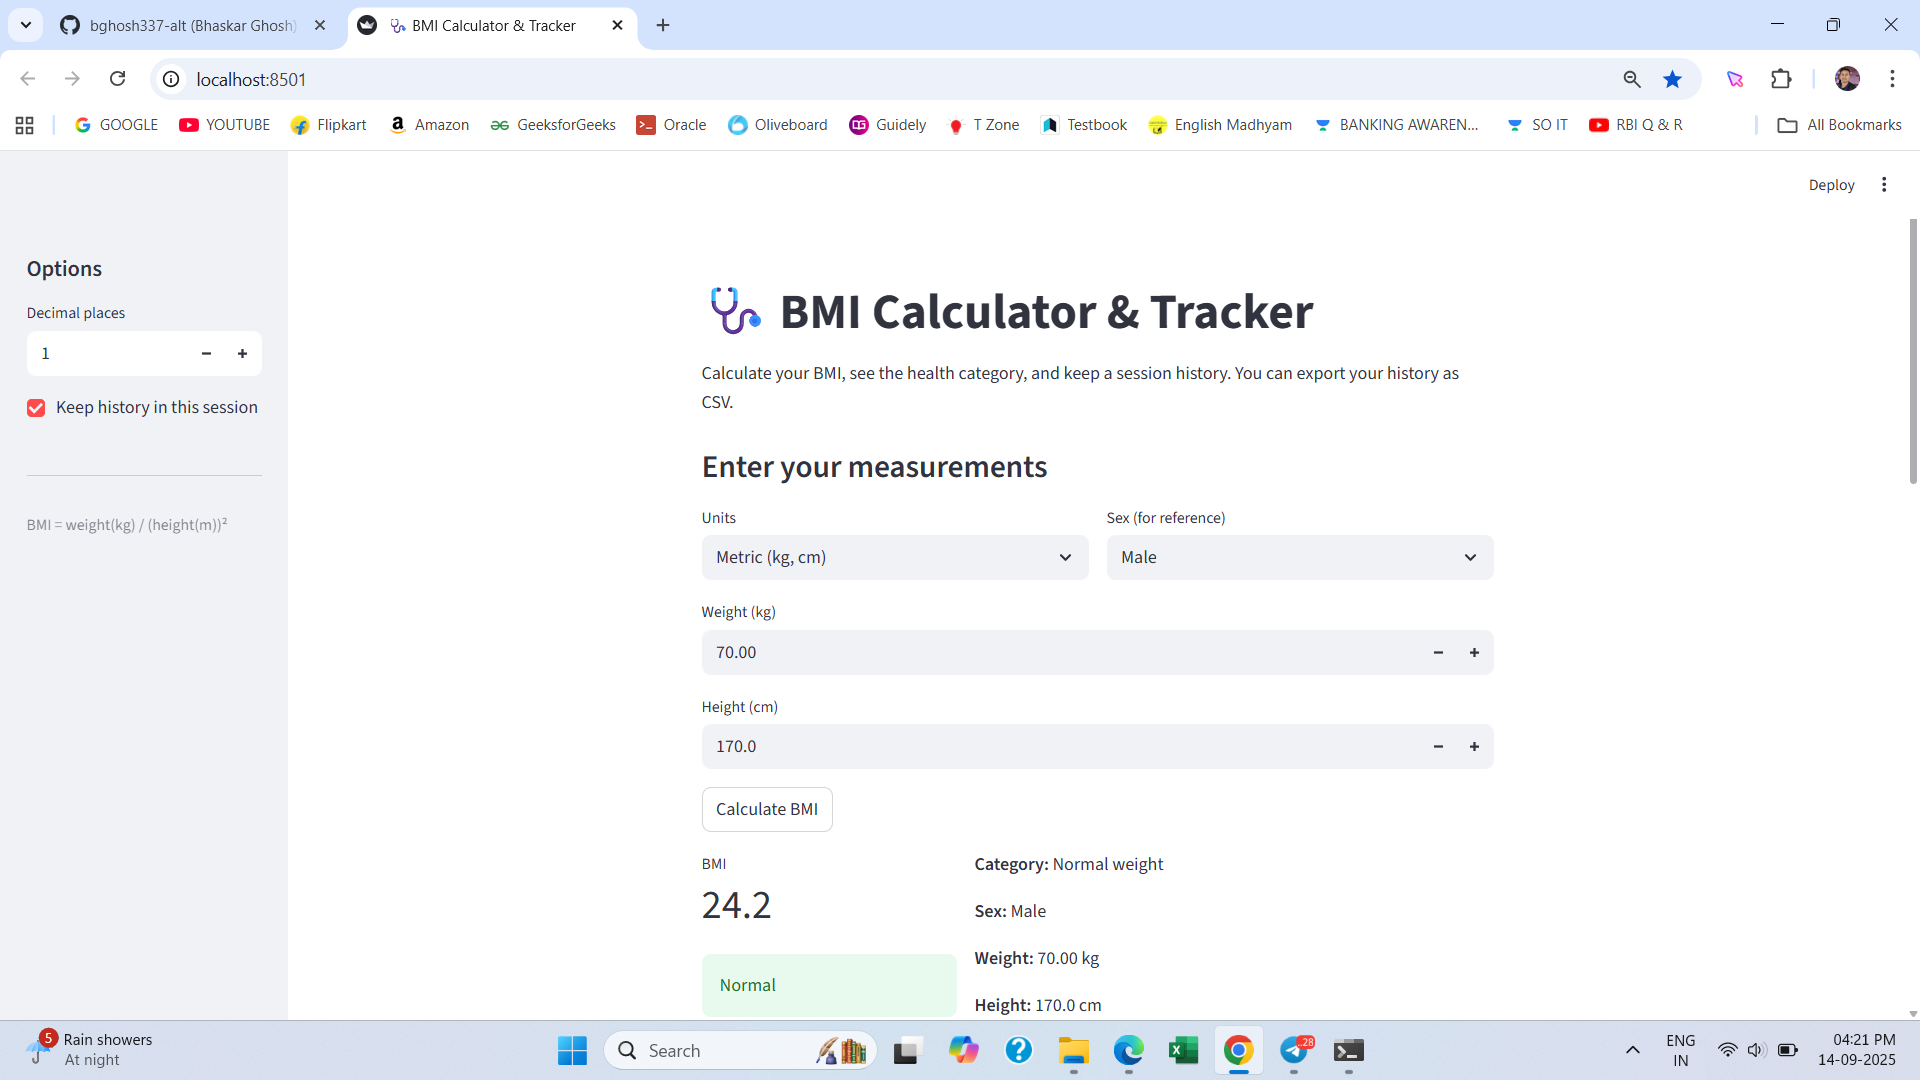 bghosh337-alt (Bhaskar Ghosh)
BMI Calculator & Tracker
localhost:8501
GOOGLE
YOUTUBE
Flipkart
Amazon
GeeksforGeeks
Oracle
Oliveboard
Guidely
T Zone
Testbook
English Madhyam
BANKING AWAREN...
SO IT
RBI Q & R
All Bookmarks
Deploy
Options
Decimal places
1
Keep history in this session
BMI = weight(kg) / (height(m))²
BMI Calculator & Tracker
Calculate your BMI, see the health category, and keep a session history. You can export your history as
CSV.
Enter your measurements
Units
Sex (for reference)
Metric (kg, cm)
Male
Weight (kg)
70.00
Height (cm)
170.0
Calculate BMI
BMI
24.2
Normal
Category: Normal weight
Sex: Male
Weight: 70.00 kg
Height: 170.0 cm
5
Rain showers
At night
Search
28
ENG
IN
04:21 PM
14-09-2025